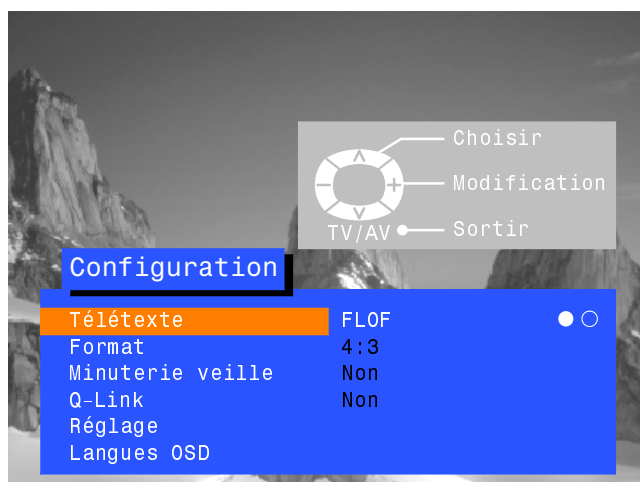 Choisir
Modification
TV/AV Sortir
Configuration
Télétexte FLOF
Format 4:3
Minuterie veille Non
Q-Link Non
Réglage
Langues OSD